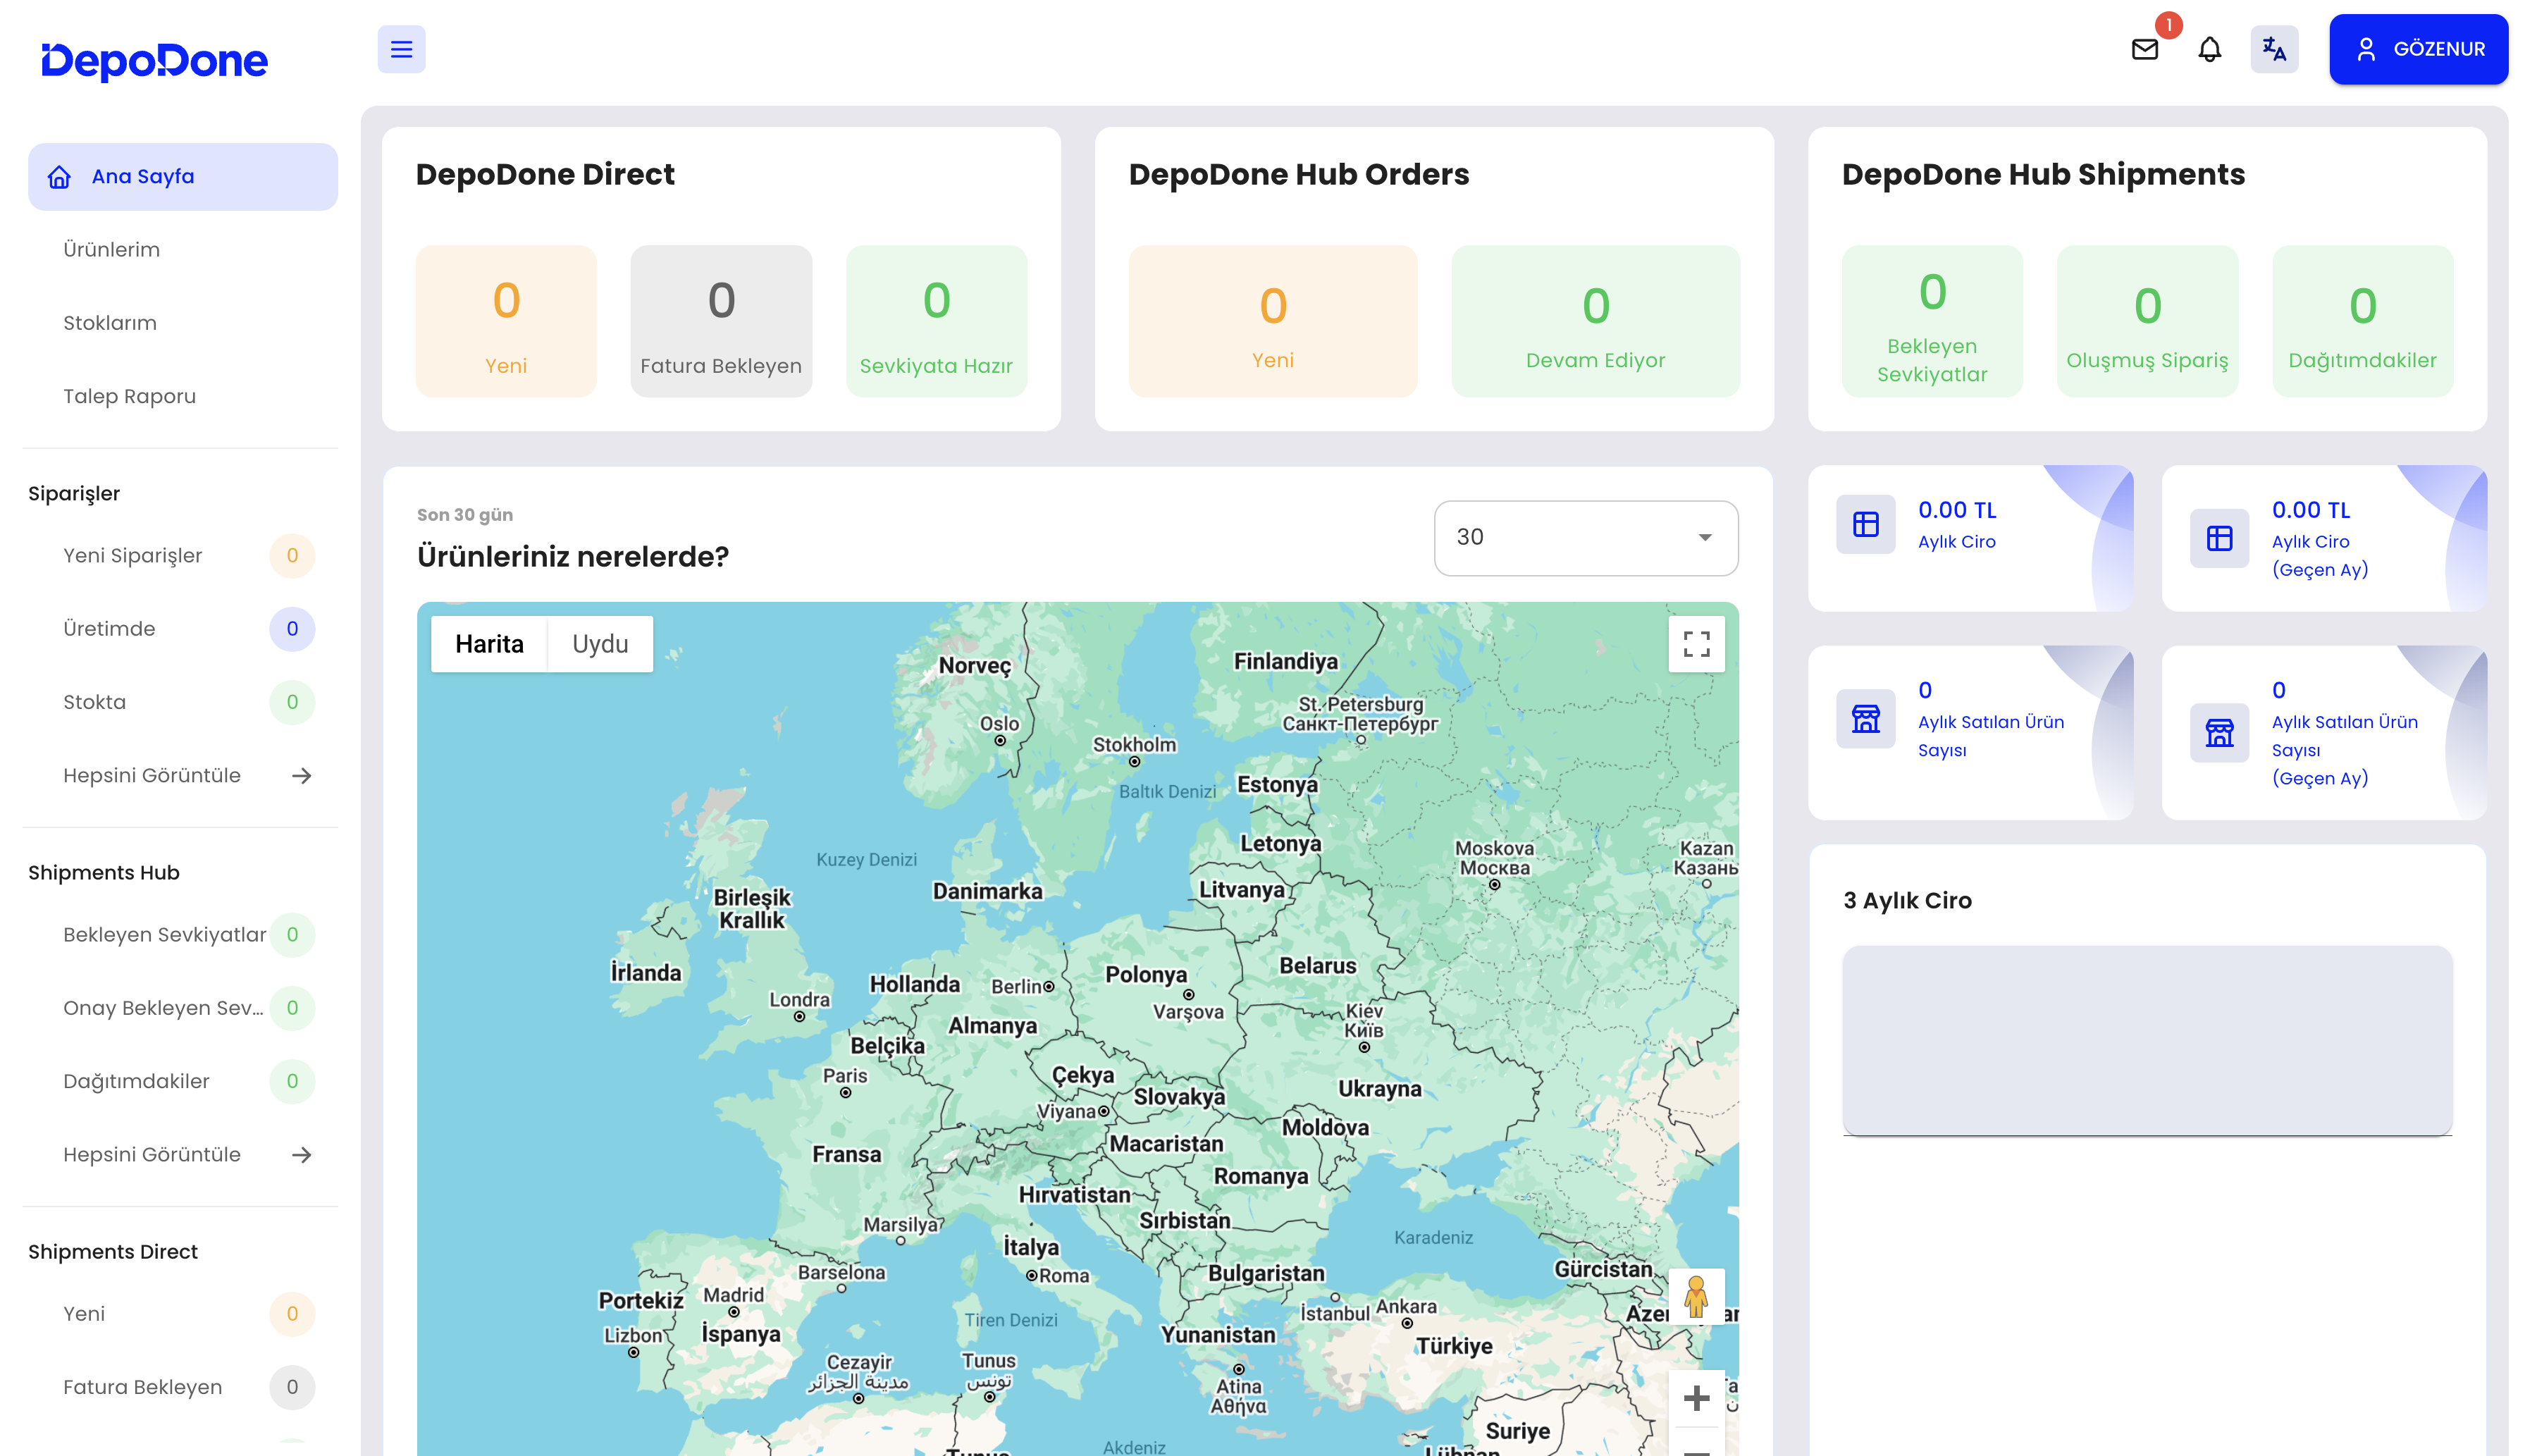 DepoDone
1
GÖZENUR
Ana Sayfa
Ürünlerim
Stoklarım
Talep Raporu
Siparişler
Yeni Siparişler 0
Üretimde 0
Stokta 0
Hepsini Görüntüle
Shipments Hub
Bekleyen Sevkiyatlar 0
Onay Bekleyen Sev... 0
Dağıtımdakiler 0
Hepsini Görüntüle
Shipments Direct
Yeni 0
Fatura Bekleyen 0
DepoDone Direct
0
Yeni
0
Fatura Bekleyen
0
Sevkiyata Hazır
DepoDone Hub Orders
0
Yeni
0
Devam Ediyor
DepoDone Hub Shipments
0
Bekleyen
Sevkiyatlar
0
Oluşmuş Sipariş
0
Dağıtımdakiler
Son 30 gün
Ürünleriniz nerelerde?
30
Harita Uydu
Norveç
Finlandiya
St. Petersburg
Санкт-Петербург
Oslo
Stokholm
Baltık Denizi
Estonya
Letonya
Kuzey Denizi
Moskova
Москва
Kazan
Казань
Danimarka
Litvanya
Birleşik
Krallık
İrlanda
Hollanda
Berlin
Polonya
Belarus
Londra
Varşova
Kiev
Київ
Almanya
Belçika
Paris
Çekya
Slovakya
Ukrayna
Viyana
Moldova
Macaristan
Fransa
Romanya
Hırvatistan
Sırbistan
Marsilya
İtalya
Karadeniz
Barselona
Roma
Bulgaristan
Gürcistan
Portekiz
Madrid
İstanbul
Ankara
Tiren Denizi
Lizbon
İspanya
Yunanistan
Türkiye
Cezayir
مدينة الجزائر
Tunus
تونس
Atina
Αθήνα
Suriye
Akdeniz
Tunus
Lübnan
0.00 TL
Aylık Ciro
0.00 TL
Aylık Ciro
(Geçen Ay)
0
Aylık Satılan Ürün
Sayısı
0
Aylık Satılan Ürün
Sayısı
(Geçen Ay)
3 Aylık Ciro